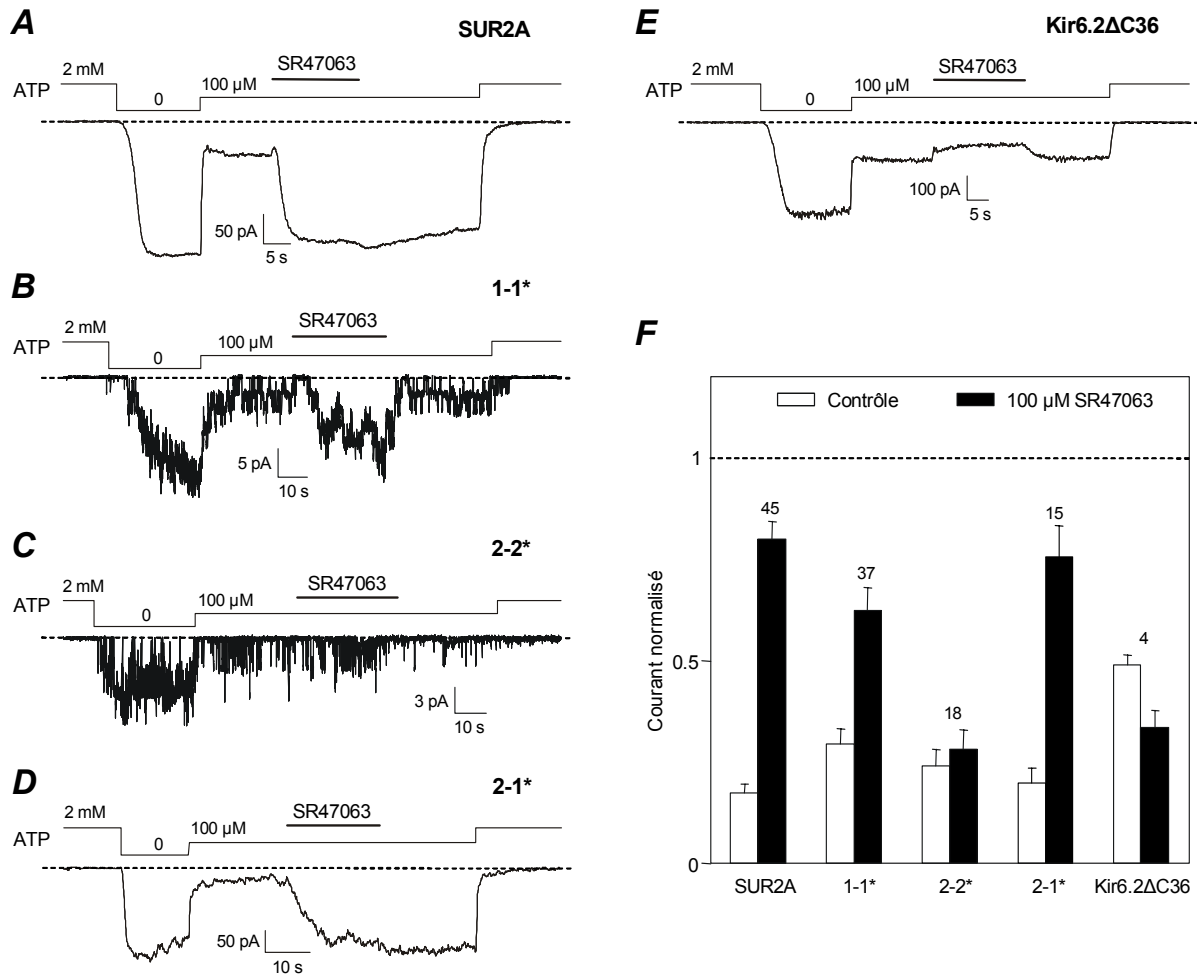 A
SUR2A
SR47063
2 mM
100 µM
ATP
0
50 pA
5 s
B
1-1*
SR47063
2 mM
100 µM
ATP
0
5 pA
10 s
C
2-2*
SR47063
2 mM
100 µM
ATP
0
3 pA
10 s
D
2-1*
SR47063
2 mM
100 µM
ATP
0
50 pA
10 s
E
Kir6.2ΔC36
SR47063
2 mM
100 µM
ATP
0
100 pA
5 s
F
Contrôle
100 µM SR47063
Courant normalisé
1
0.5
0
45
37
18
15
4
SUR2A
1-1*
2-2*
2-1*
Kir6.2ΔC36